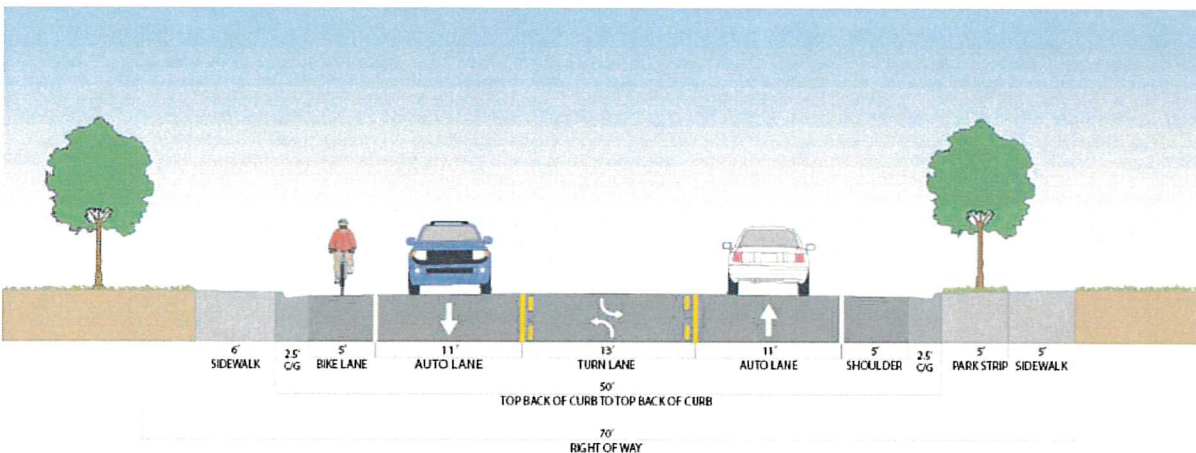 6' 2.5' 5' 11' 13' 11' 5' 2.5' 5' 5'
SIDEWALK C/G BIKE LANE AUTO LANE TURN LANE AUTO LANE SHOULDER C/G PARK STRIP SIDEWALK
50'
TOP BACK OF CURB TO TOP BACK OF CURB
70'
RIGHT OF WAY